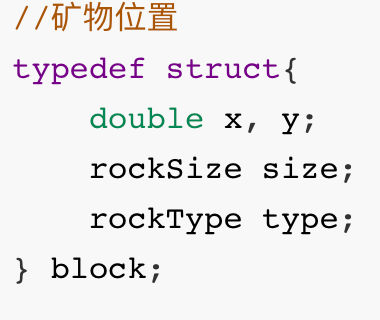 //矿物位置
typedef struct{
    double x, y;
    rockSize size;
    rockType type;
} block;